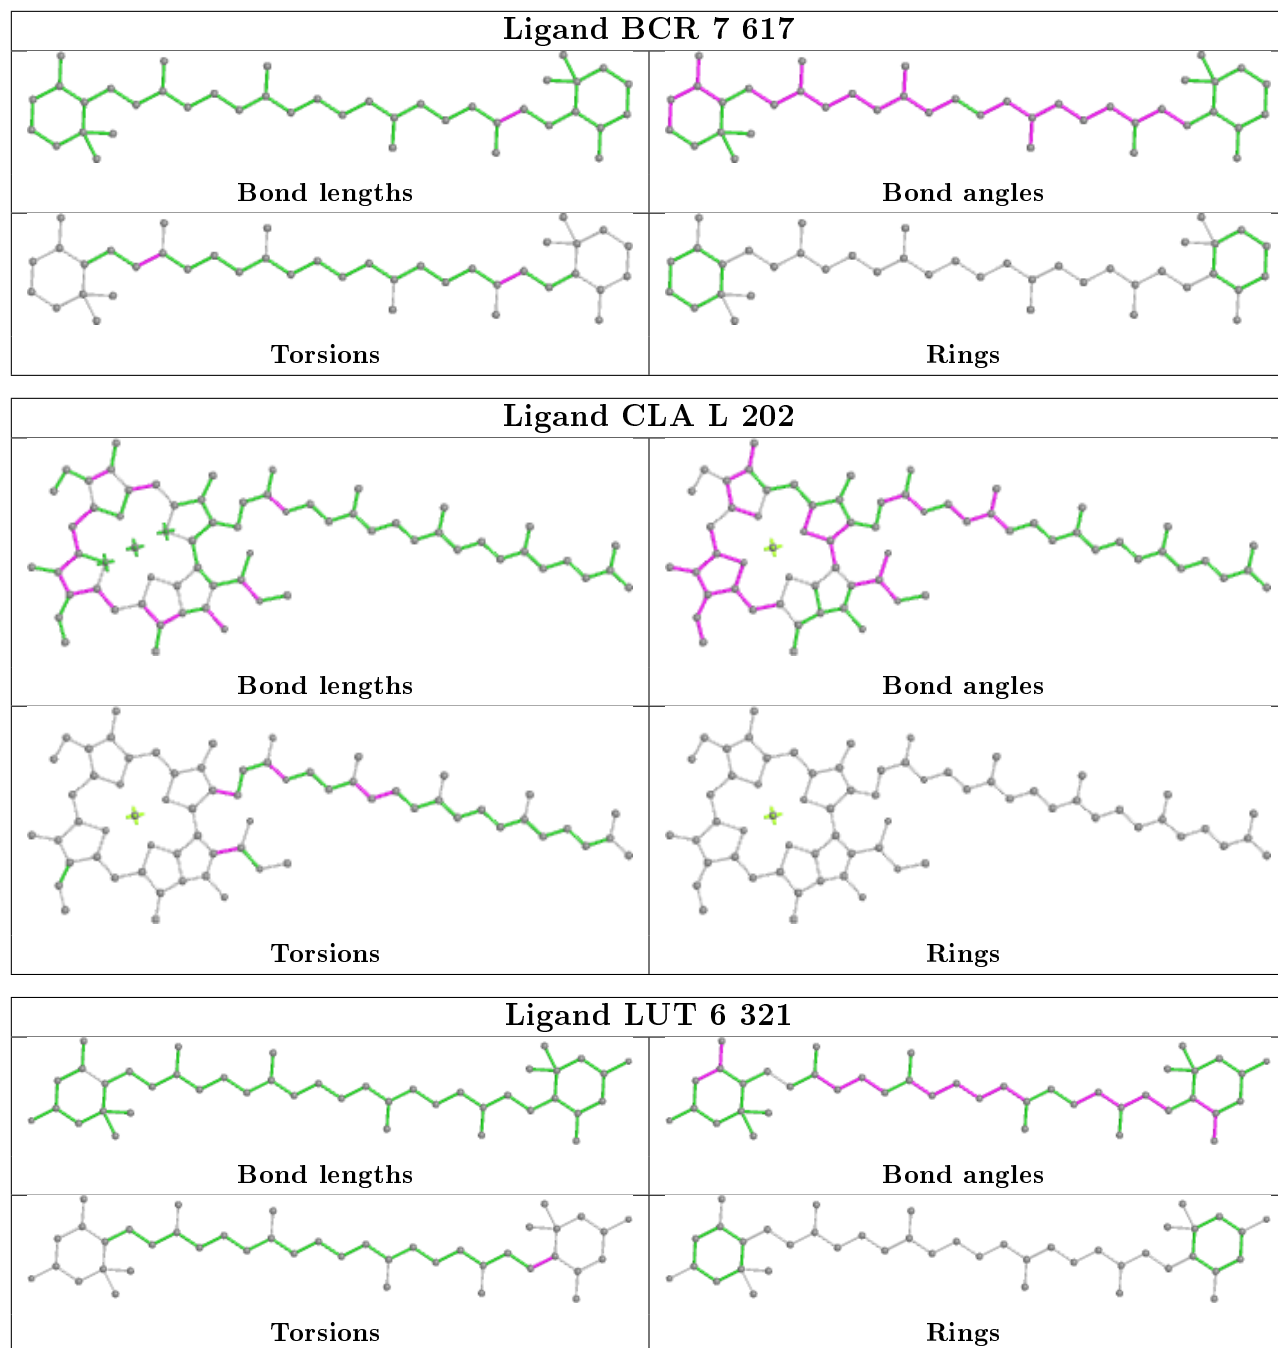 Ligand BCR 7 617
Bond lengths
Bond angles
Torsions
Rings
Ligand CLA L 202
Bond lengths
Bond angles
Torsions
Rings
Ligand LUT 6 321
Bond lengths
Bond angles
Torsions
Rings